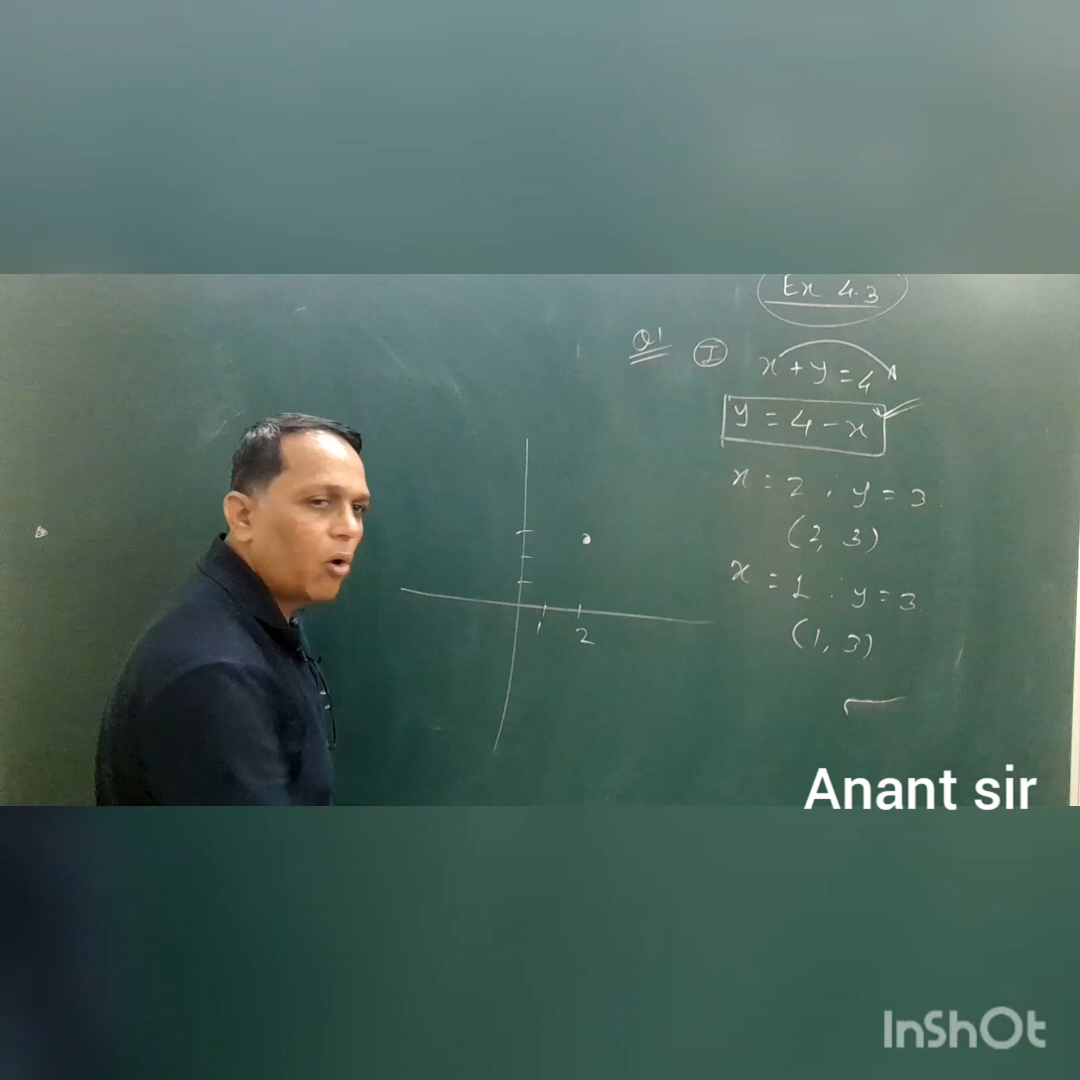 Ex 4.3
Q1 I x + y = 4
y = 4 - x
x = 2 ; y = 3
(2, 3)
x = 1 ; y = 3
(1, 3)
1 2
Anant sir
InShOt